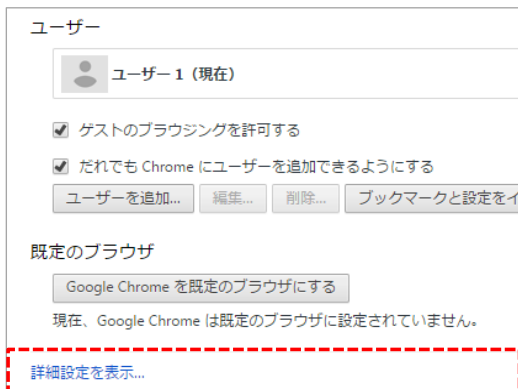 ユーザー
ユーザー 1（現在）
ゲストのブラウジングを許可する
だれでも Chrome にユーザーを追加できるようにする
ユーザーを追加... 編集... 削除... ブックマークと設定をイ
既定のブラウザ
Google Chrome を既定のブラウザにする
現在、Google Chrome は既定のブラウザに設定されていません。
詳細設定を表示...